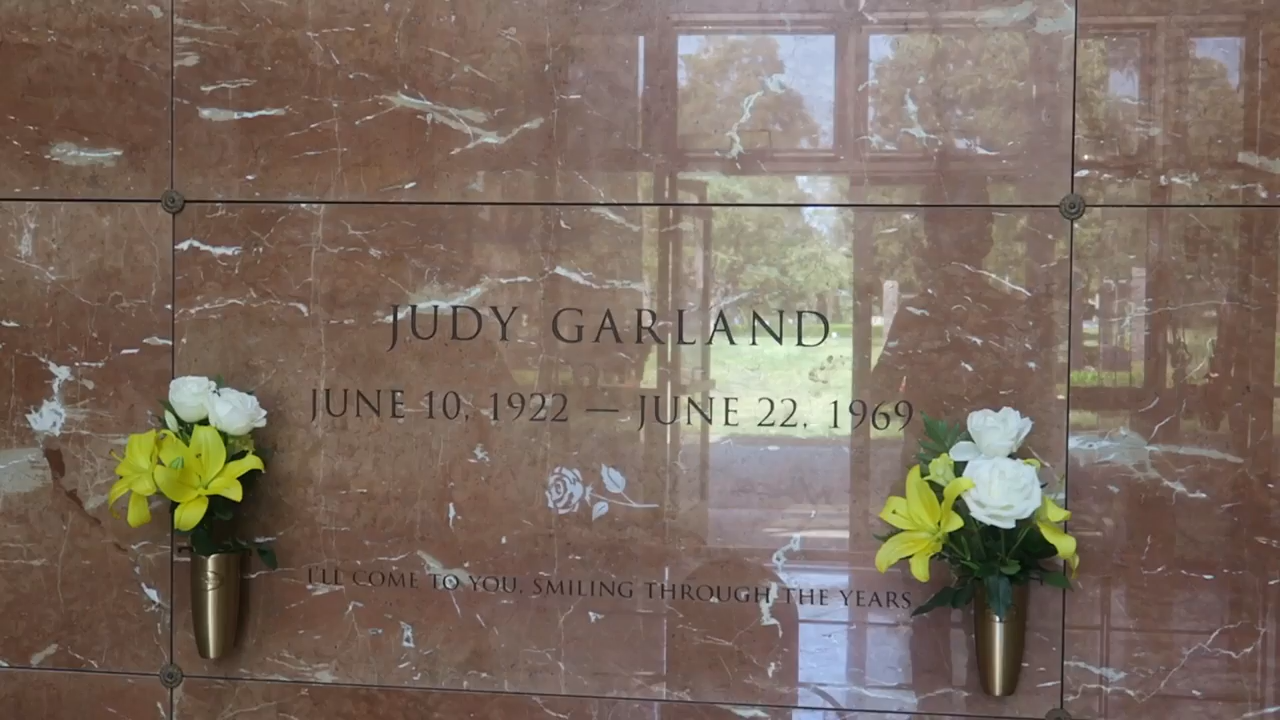 JUDY GARLAND
JUNE 10, 1922 — JUNE 22, 1969
I'LL COME TO YOU, SMILING THROUGH THE YEARS